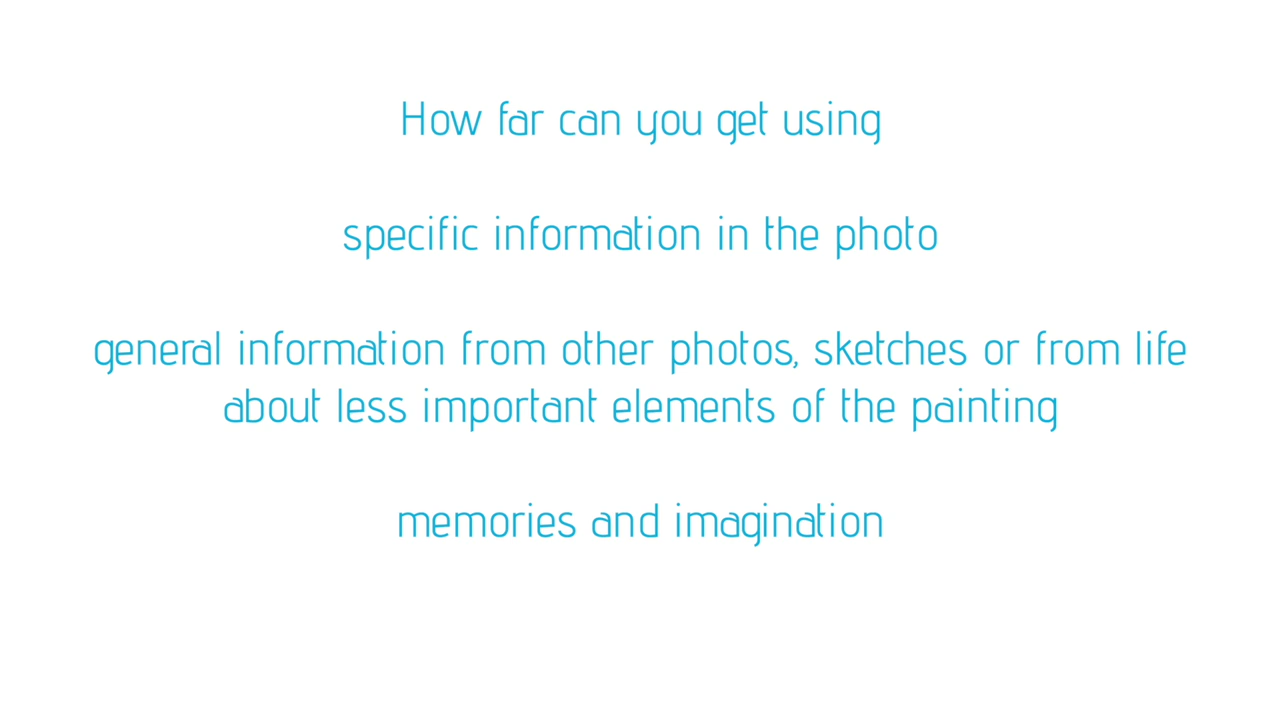 How far can you get using
specific information in the photo
general information from other photos, sketches or from life
about less important elements of the painting
memories and imagination